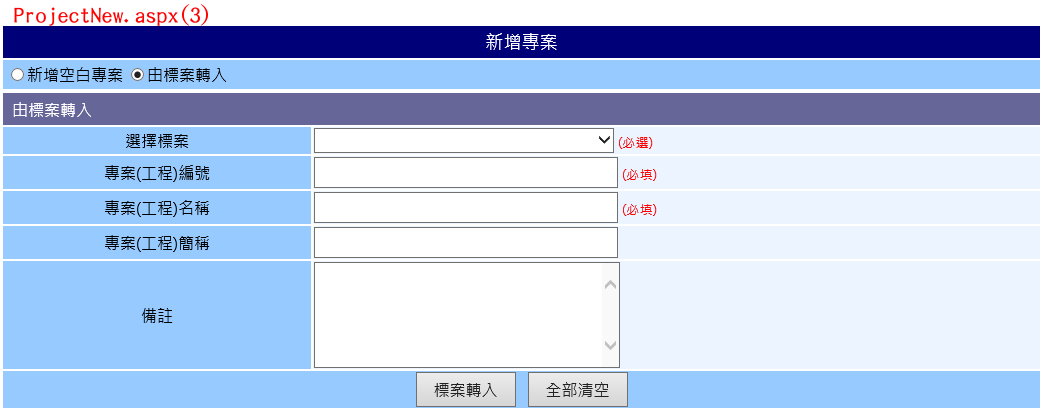 ProjectNew.aspx(3)
新增專案
新增空白專案 由標案轉入
由標案轉入
選擇標案 (必選)
專案(工程)編號 (必填)
專案(工程)名稱 (必填)
專案(工程)簡稱
備註
標案轉入 全部清空